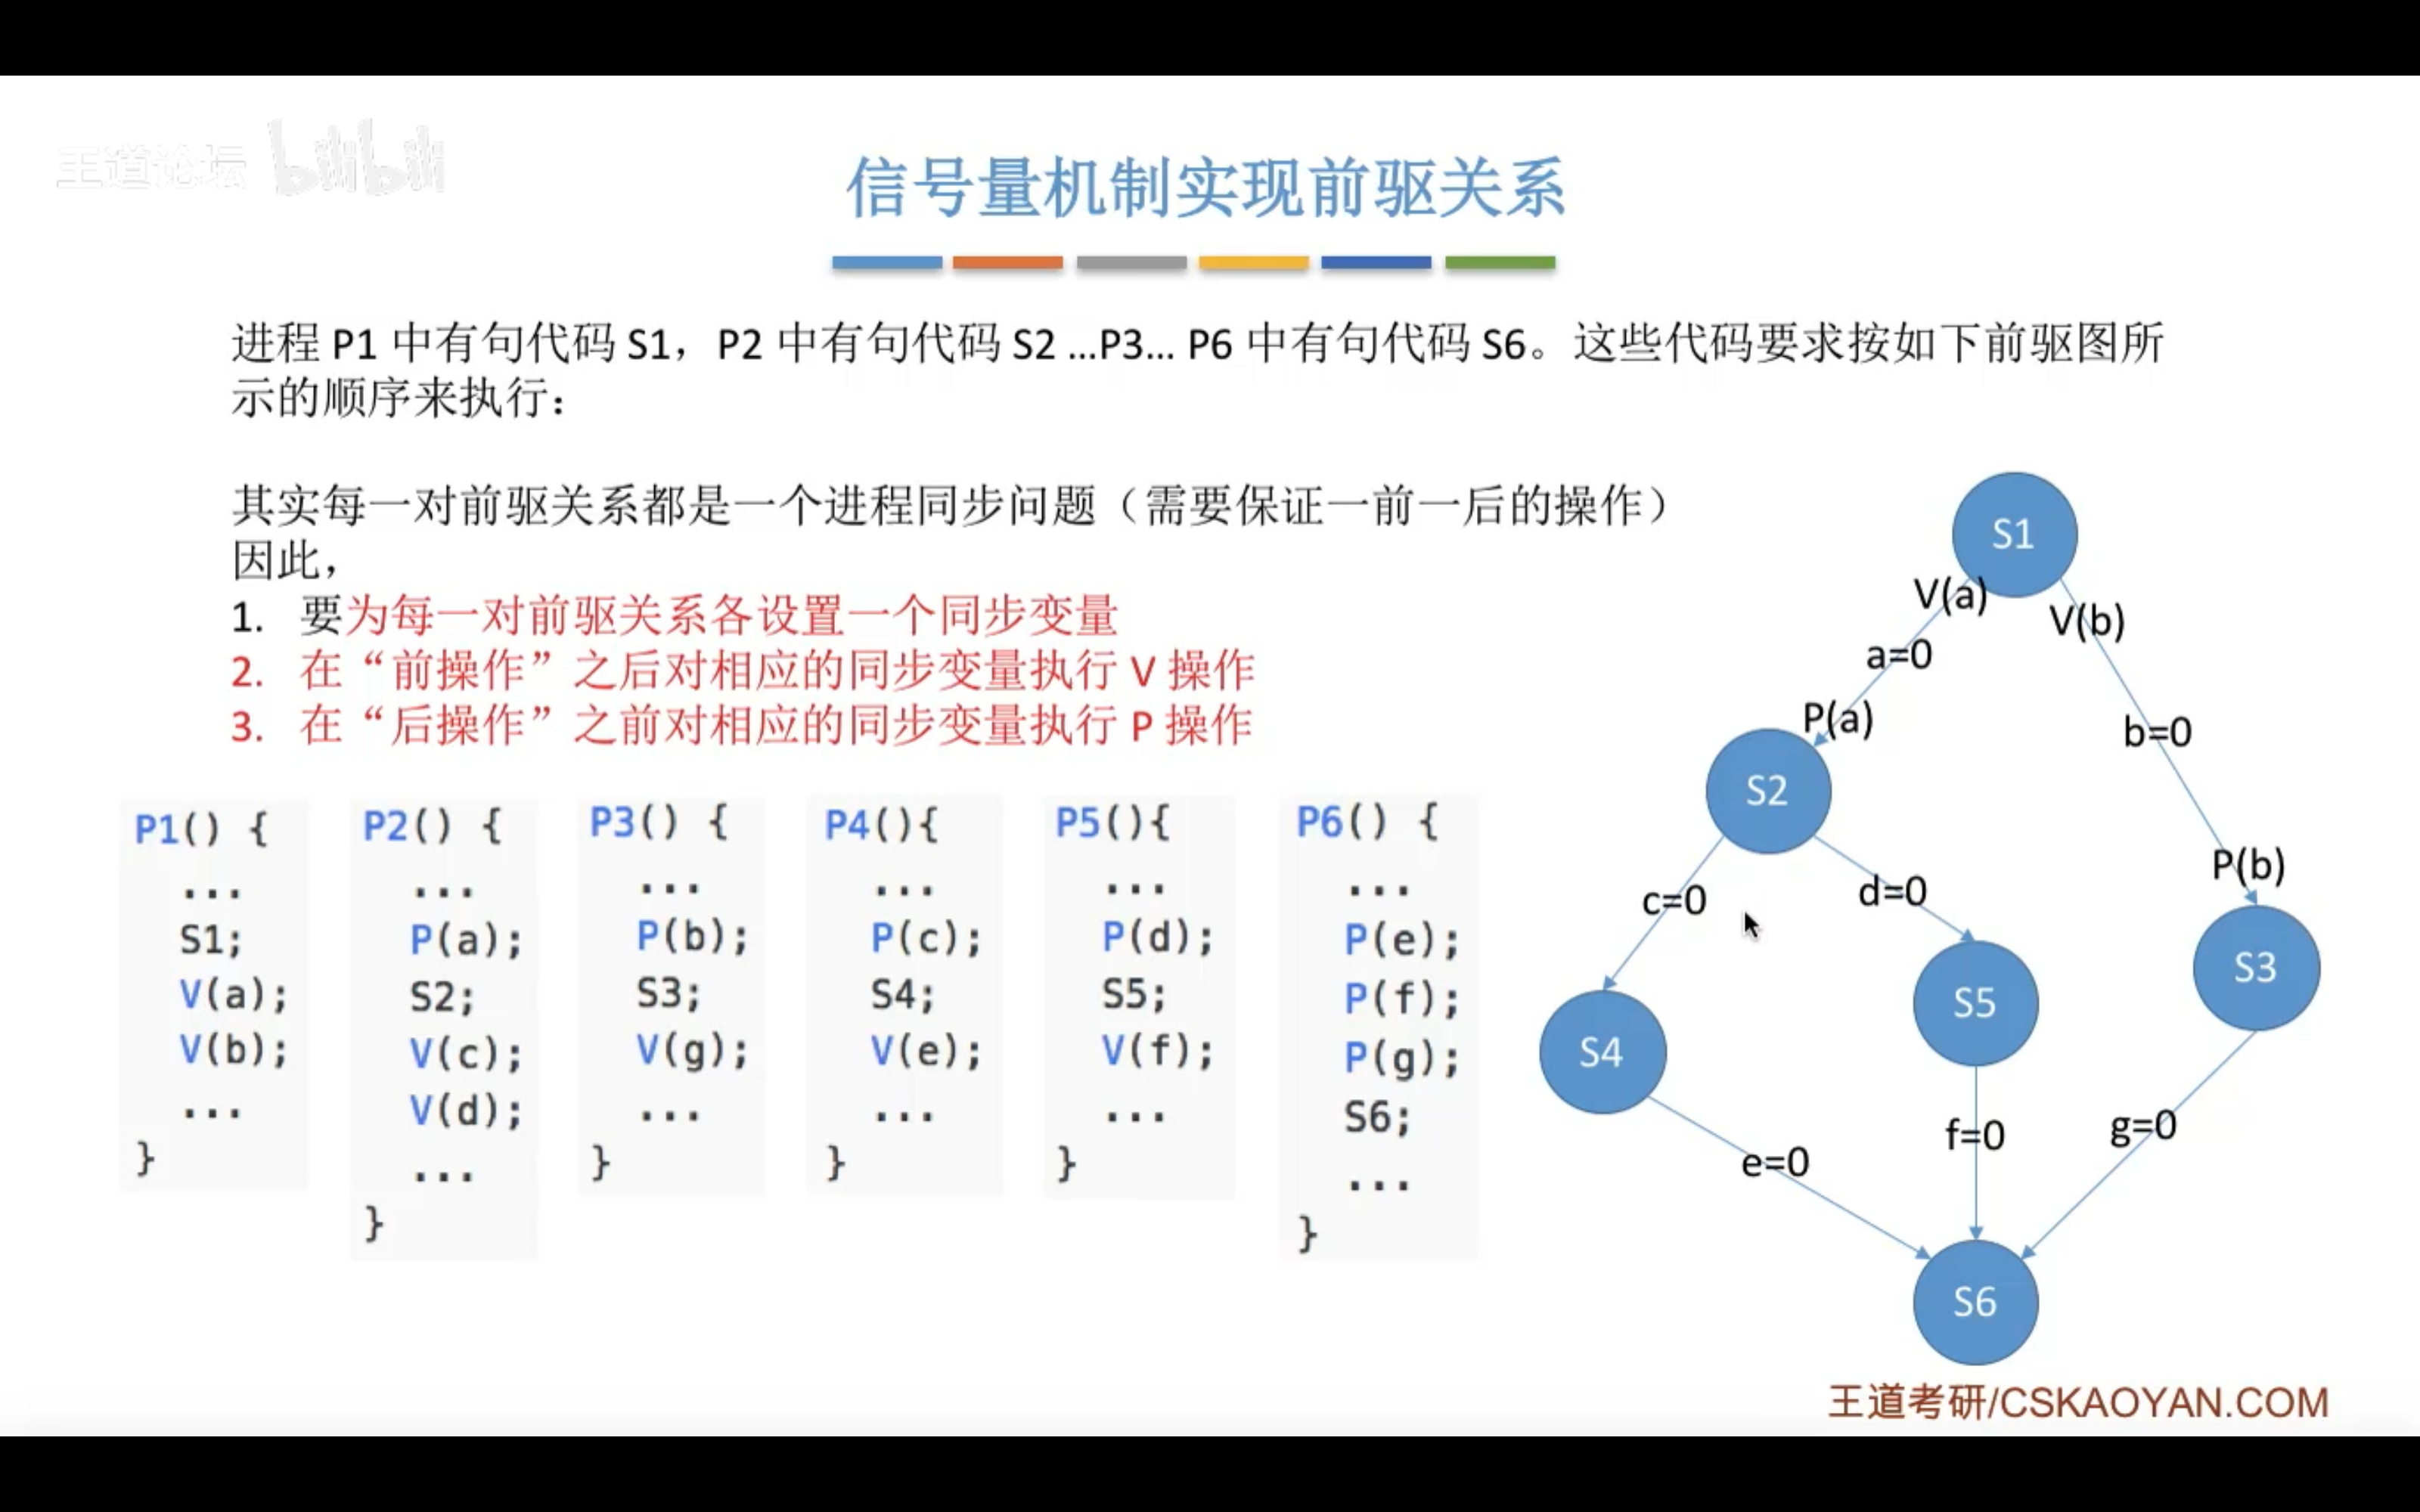 王道论坛 bilibili
信号量机制实现前驱关系
进程 P1 中有句代码 S1，P2 中有句代码 S2 ...P3... P6 中有句代码 S6。这些代码要求按如下前驱图所
示的顺序来执行：
其实每一对前驱关系都是一个进程同步问题（需要保证一前一后的操作）
因此，
1. 要为每一对前驱关系各设置一个同步变量
2. 在“前操作”之后对相应的同步变量执行 V 操作
3. 在“后操作”之前对相应的同步变量执行 P 操作
P1() {
...
S1;
V(a);
V(b);
...
}
P2() {
...
P(a);
S2;
V(c);
V(d);
...
}
P3() {
...
P(b);
S3;
V(g);
...
}
P4(){
...
P(c);
S4;
V(e);
...
}
P5(){
...
P(d);
S5;
V(f);
...
}
P6() {
...
P(e);
P(f);
P(g);
S6;
...
}
S1
V(a)
V(b)
a=0
P(a)
b=0
S2
P(b)
c=0
d=0
S3
S5
S4
g=0
f=0
e=0
S6
王道考研/CSKAOYAN.COM